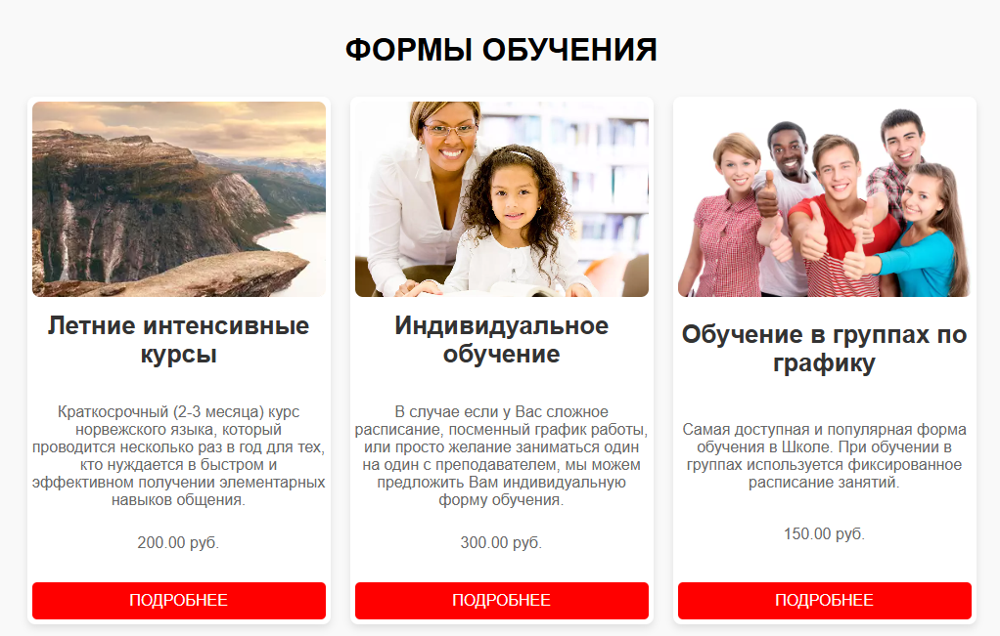 ФОРМЫ ОБУЧЕНИЯ
Летние интенсивные
курсы
Краткосрочный (2-3 месяца) курс
норвежского языка, который
проводится несколько раз в год для тех,
кто нуждается в быстром и
эффективном получении элементарных
навыков общения.
200.00 руб.
ПОДРОБНЕЕ
Индивидуальное
обучение
В случае если у Вас сложное
расписание, посменный график работы,
или просто желание заниматься один
на один с преподавателем, мы можем
предложить Вам индивидуальную
форму обучения.
300.00 руб.
ПОДРОБНЕЕ
Обучение в группах по
графику
Самая доступная и популярная форма
обучения в Школе. При обучении в
группах используется фиксированное
расписание занятий.
150.00 руб.
ПОДРОБНЕЕ